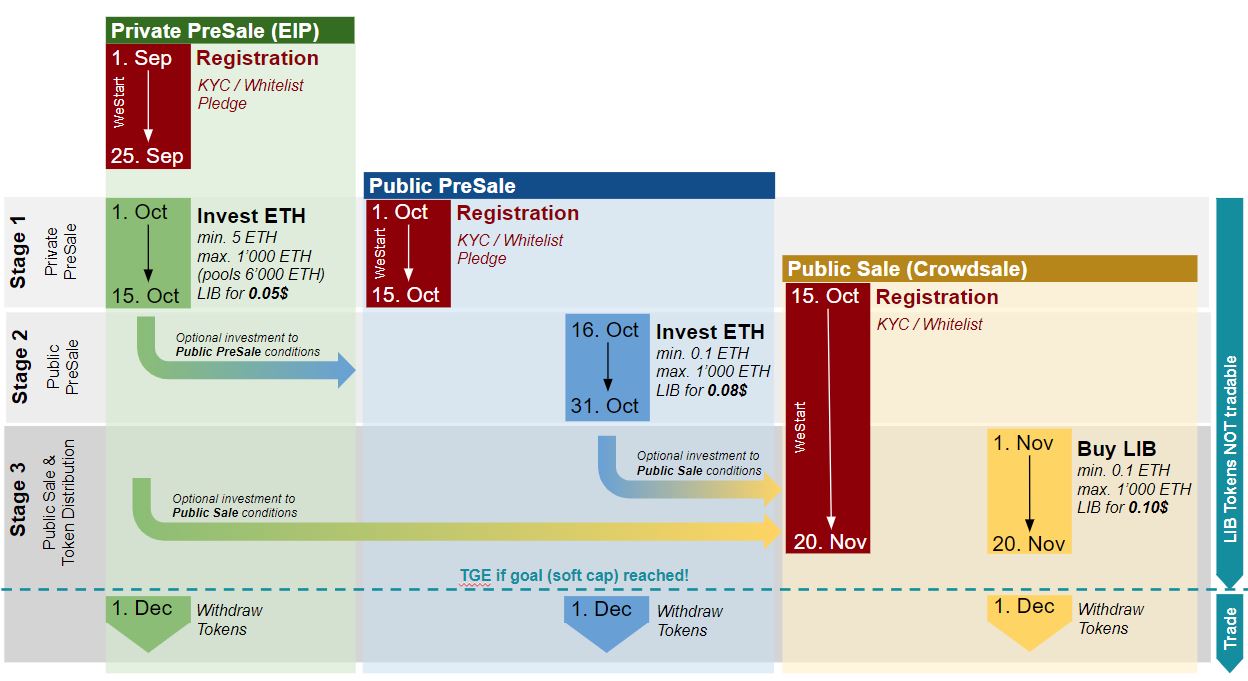 Private PreSale (EIP)
1. Sep
WeStart
25. Sep
Registration
KYC / Whitelist
Pledge
Stage 1
Private
PreSale
1. Oct
15. Oct
Invest ETH
min. 5 ETH
max. 1'000 ETH
(pools 6'000 ETH)
LIB for 0.05$
Public PreSale
1. Oct
WeStart
15. Oct
Registration
KYC / Whitelist
Pledge
Public Sale (Crowdsale)
15. Oct
WeStart
20. Nov
Registration
KYC / Whitelist
Stage 2
Public
PreSale
Optional investment to
Public PreSale conditions
16. Oct
31. Oct
Invest ETH
min. 0.1 ETH
max. 1'000 ETH
LIB for 0.08$
Stage 3
Public Sale &
Token Distribution
Optional investment to
Public Sale conditions
Optional investment to
Public Sale conditions
1. Nov
20. Nov
Buy LIB
min. 0.1 ETH
max. 1'000 ETH
LIB for 0.10$
TGE if goal (soft cap) reached!
1. Dec
Withdraw
Tokens
1. Dec
Withdraw
Tokens
1. Dec
Withdraw
Tokens
LIB Tokens NOT tradable
Trade